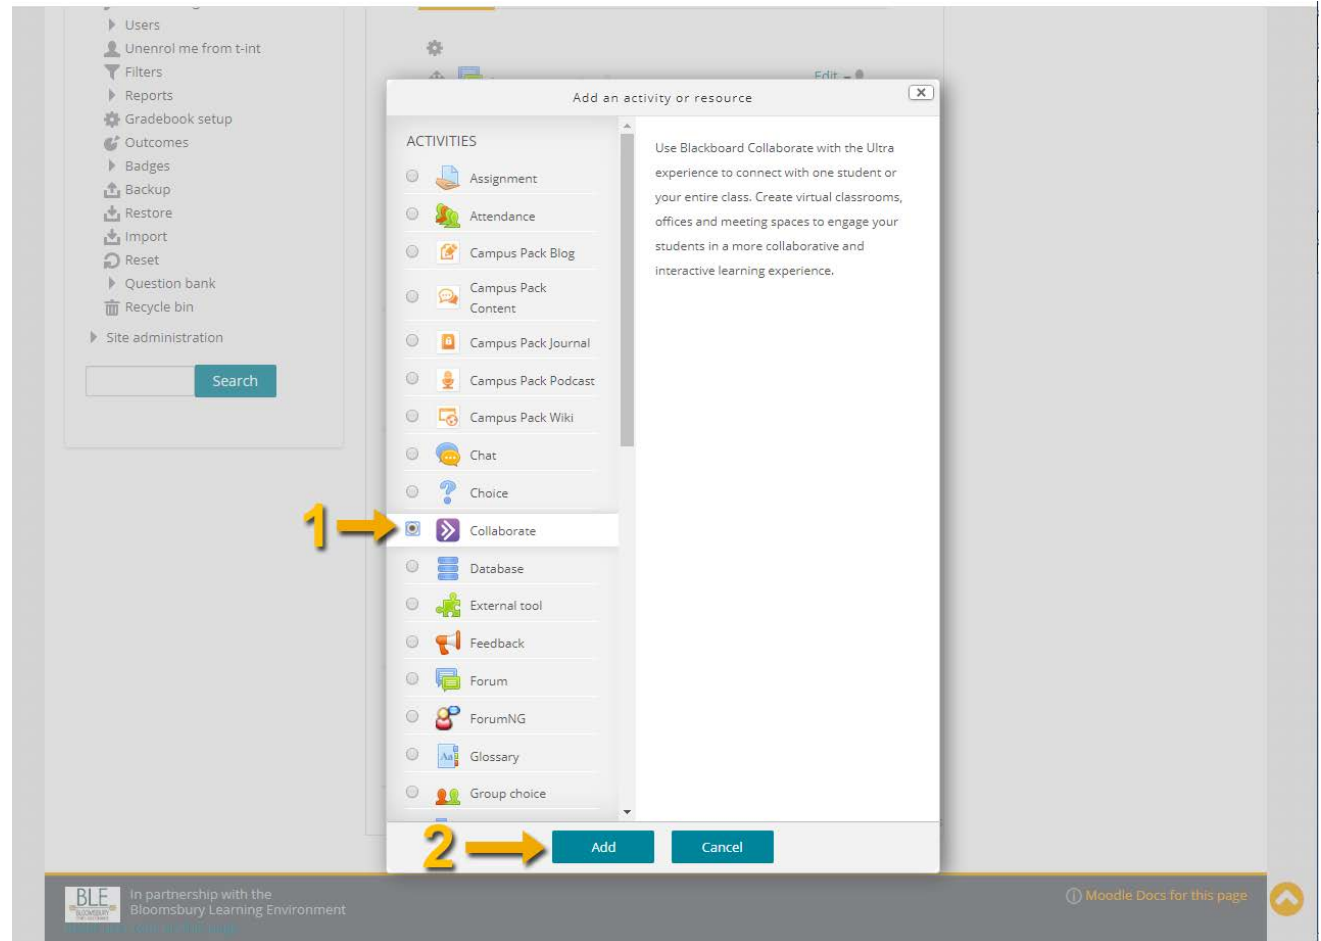 Users
Unenrol me from t-int
Filters
Reports
Gradebook setup
Outcomes
Badges
Backup
Restore
Import
Reset
Question bank
Recycle bin
Site administration
Search
Edit
Add an activity or resource
ACTIVITIES
Assignment
Attendance
Campus Pack Blog
Campus Pack
Content
Campus Pack Journal
Campus Pack Podcast
Campus Pack Wiki
Chat
Choice
1
Collaborate
Database
External tool
Feedback
Forum
ForumNG
Glossary
Group choice
Use Blackboard Collaborate with the Ultra
experience to connect with one student or
your entire class. Create virtual classrooms,
offices and meeting spaces to engage your
students in a more collaborative and
interactive learning experience.
2
Add
Cancel
BLE
In partnership with the
Bloomsbury Learning Environment
Moodle Docs for this page